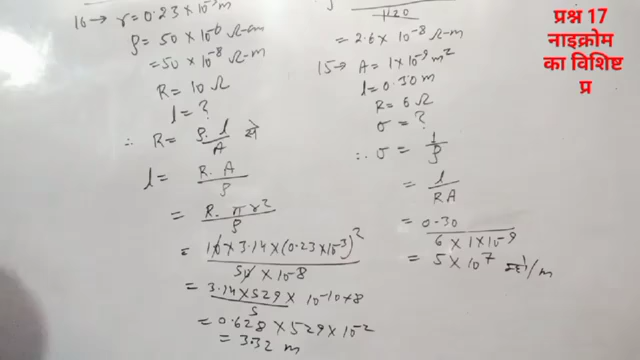 16→ r = 0.23 × 10⁻³ m
ρ = 50 × 10⁻⁶ Ω-cm
= 50 × 10⁻⁸ Ω-m
R = 10 Ω
l = ?
∴ R = ρ.l/A से
l = R.A/ρ
= R.πr²/ρ
= 10 × 3.14 × (0.23 × 10⁻³)² / 50 × 10⁻⁸
= 3.14 × 529 × 10⁻¹⁰⁺⁸ / 5
= 0.628 × 529 × 10⁻²
= 3.32 m
1120
= 2.6 × 10⁻⁸ Ω-m
15→ A = 1 × 10⁻⁹ m²
l = 0.30 m
R = 6 Ω
σ = ?
∴ σ = 1/ρ
= l/RA
= 0.30 / 6 × 1 × 10⁻⁹
= 5 × 10⁷ /m
प्रश्न 17
नाइक्रोम
का विशिष्ट
प्र